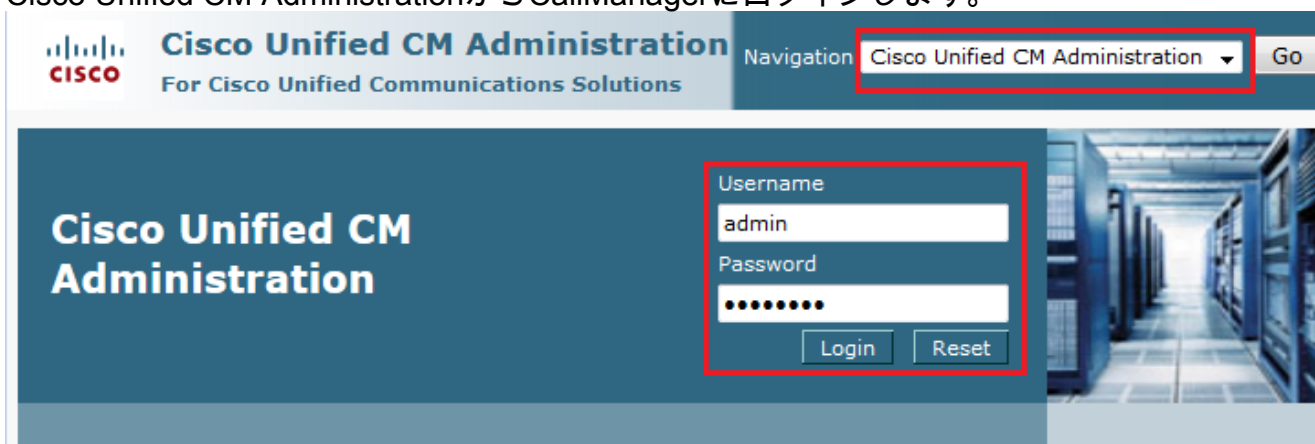 Cisco Unified CM AdministrationからCallManagerにログインします。
CISCO
Cisco Unified CM Administration
For Cisco Unified Communications Solutions
Navigation Cisco Unified CM Administration Go
Cisco Unified CM
Administration
Username
admin
Password
••••••••
Login Reset